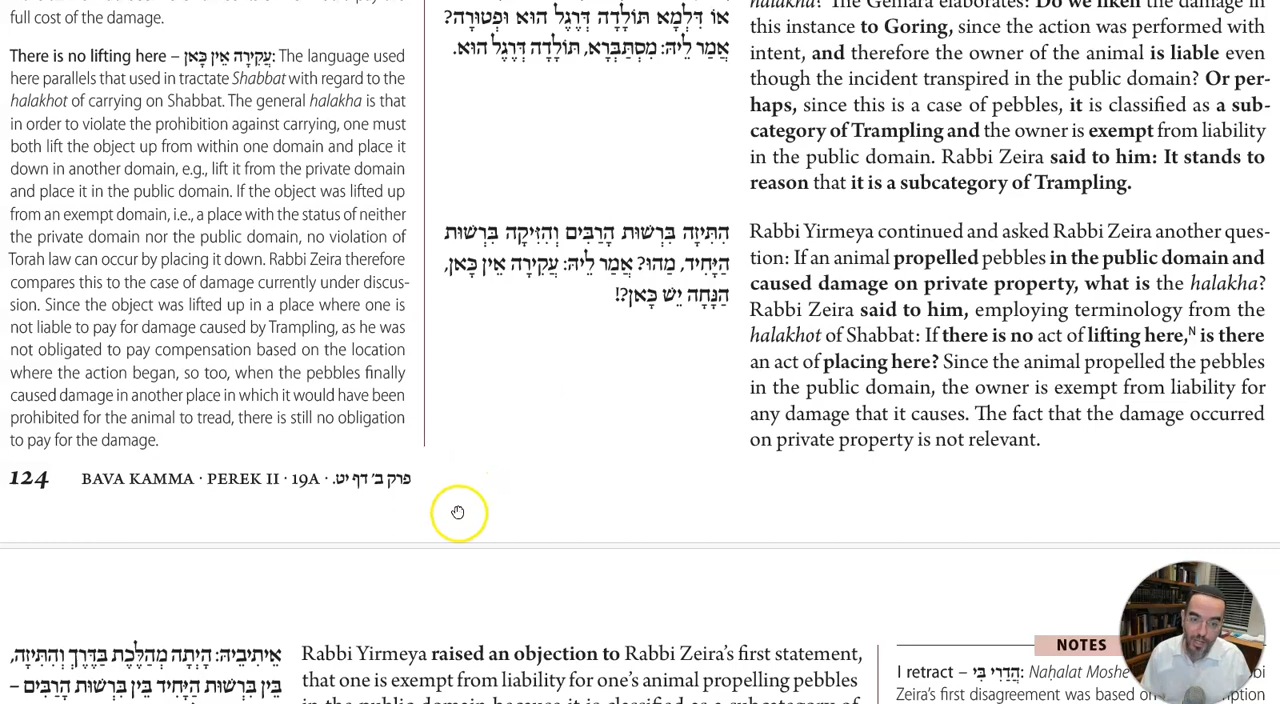 full cost of the damage.
There is no lifting here – עֲקִירָה אֵין כָּאן: The language used
here parallels that used in tractate Shabbat with regard to the
halakhot of carrying on Shabbat. The general halakha is that
in order to violate the prohibition against carrying, one must
both lift the object up from within one domain and place it
down in another domain, e.g., lift it from the private domain
and place it in the public domain. If the object was lifted up
from an exempt domain, i.e., a place with the status of neither
the private domain nor the public domain, no violation of
Torah law can occur by placing it down. Rabbi Zeira therefore
compares this to the case of damage currently under discus-
sion. Since the object was lifted up in a place where one is
not liable to pay for damage caused by Trampling, as he was
not obligated to pay compensation based on the location
where the action began, so too, when the pebbles finally
caused damage in another place in which it would have been
prohibited for the animal to tread, there is still no obligation
to pay for the damage.
אוֹ דִּלְמָא תּוֹלָדָה דְּרֶגֶל הוּא וּפְטוּרָה?
אֲמַר לֵיהּ: מִסְתַּבְּרָא, תּוֹלָדָה דְּרֶגֶל הוּא.
halakha? The Gemara elaborates: Do we liken the damage in
this instance to Goring, since the action was performed with
intent, and therefore the owner of the animal is liable even
though the incident transpired in the public domain? Or per-
haps, since this is a case of pebbles, it is classified as a sub-
category of Trampling and the owner is exempt from liability
in the public domain. Rabbi Zeira said to him: It stands to
reason that it is a subcategory of Trampling.
הִתִּיזָה בִּרְשׁוּת הָרַבִּים וְהִזִּיקָה בִּרְשׁוּת
הַיָּחִיד, מַהוּ? אֲמַר לֵיהּ: עֲקִירָה אֵין כָּאן,
הַנָּחָה יֵשׁ כָּאן?!
Rabbi Yirmeya continued and asked Rabbi Zeira another ques-
tion: If an animal propelled pebbles in the public domain and
caused damage on private property, what is the halakha?
Rabbi Zeira said to him, employing terminology from the
halakhot of Shabbat: If there is no act of lifting here,ᴺ is there
an act of placing here? Since the animal propelled the pebbles
in the public domain, the owner is exempt from liability for
any damage that it causes. The fact that the damage occurred
on private property is not relevant.
124 BAVA KAMMA · PEREK II · 19A · פרק ב׳ דף יט.
אֵיתִיבֵיהּ: הָיְתָה מְהַלֶּכֶת בַּדֶּרֶךְ וְהִתִּיזָה,
בֵּין בִּרְשׁוּת הַיָּחִיד בֵּין בִּרְשׁוּת הָרַבִּים –
Rabbi Yirmeya raised an objection to Rabbi Zeira's first statement,
that one is exempt from liability for one's animal propelling pebbles
in the public domain because it is classified as a subcategory of
NOTES
I retract – הֲדַרִי בִּי: Naḥalat Moshe
Zeira's first disagreement was based on